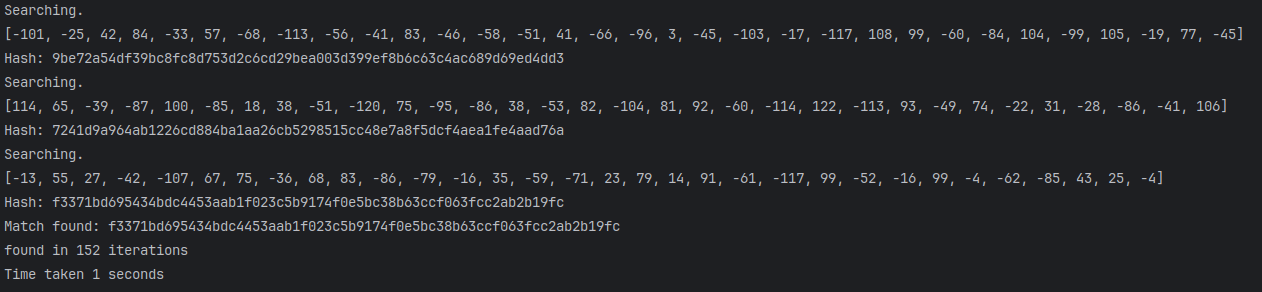 Searching.
[-101, -25, 42, 84, -33, 57, -68, -113, -56, -41, 83, -46, -58, -51, 41, -66, -96, 3, -45, -103, -17, -117, 108, 99, -60, -84, 104, -99, 105, -19, 77, -45]
Hash: 9be72a54df39bc8fc8d753d2c6cd29bea003d399ef8b6c63c4ac689d69ed4dd3
Searching.
[114, 65, -39, -87, 100, -85, 18, 38, -51, -120, 75, -95, -86, 38, -53, 82, -104, 81, 92, -60, -114, 122, -113, 93, -49, 74, -22, 31, -28, -86, -41, 106]
Hash: 7241d9a964ab1226cd884ba1aa26cb5298515cc48e7a8f5dcf4aea1fe4aad76a
Searching.
[-13, 55, 27, -42, -107, 67, 75, -36, 68, 83, -86, -79, -16, 35, -59, -71, 23, 79, 14, 91, -61, -117, 99, -52, -16, 99, -4, -62, -85, 43, 25, -4]
Hash: f3371bd695434bdc4453aab1f023c5b9174f0e5bc38b63ccf063fcc2ab2b19fc
Match found: f3371bd695434bdc4453aab1f023c5b9174f0e5bc38b63ccf063fcc2ab2b19fc
found in 152 iterations
Time taken 1 seconds